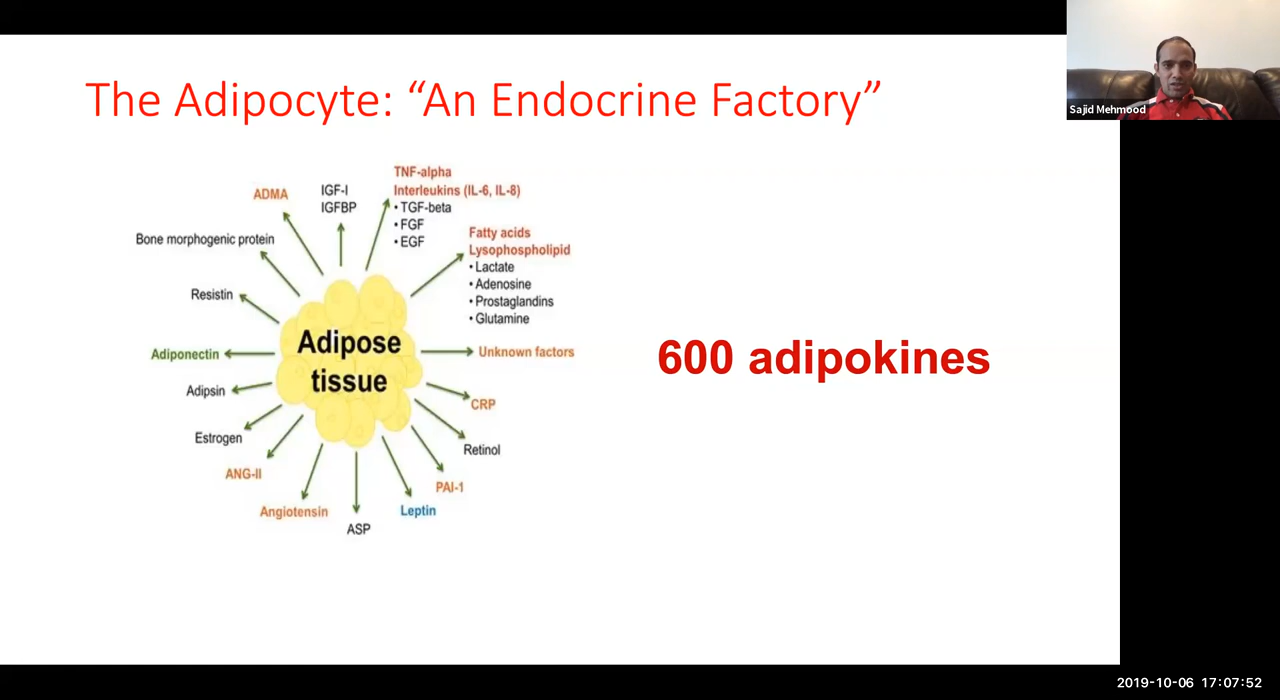 The Adipocyte: “An Endocrine Factory”
Sajid Mehmood
TNF-alpha
Interleukins (IL-6, IL-8)
• TGF-beta
• FGF
• EGF
IGF-I
IGFBP
ADMA
Bone morphogenic protein
Fatty acids
Lysophospholipid
• Lactate
• Adenosine
• Prostaglandins
• Glutamine
Resistin
Adipose
tissue
Adiponectin
Unknown factors
600 adipokines
Adipsin
CRP
Estrogen
Retinol
ANG-II
PAI-1
Angiotensin
Leptin
ASP
2019-10-06 17:07:52